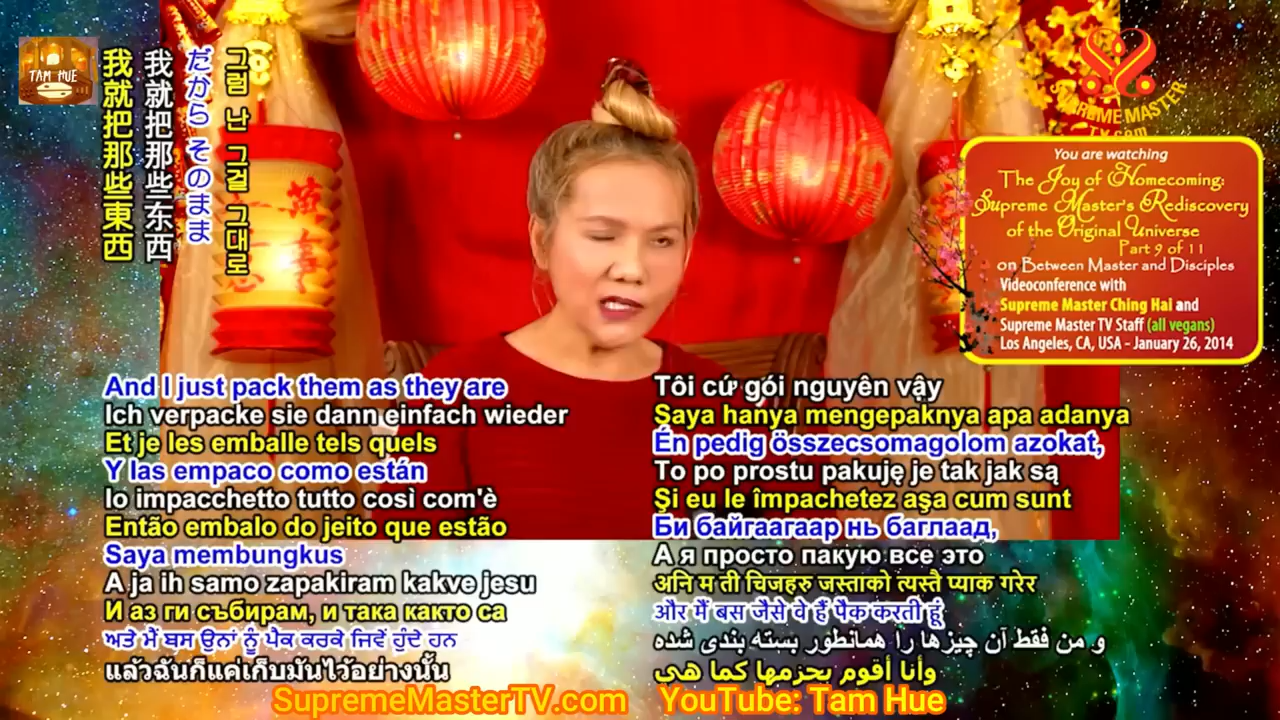 TAM HUE
我就把那些東西
我就把那些东西
だから そのまま
그럼 난 그걸 그대로
SUPREME MASTER
TV.com
You are watching
The Joy of Homecoming:
Supreme Master's Rediscovery
of the Original Universe
Part 9 of 11
on Between Master and Disciples
Videoconference with
Supreme Master Ching Hai and
Supreme Master TV Staff (all vegans)
Los Angeles, CA, USA – January 26, 2014
And I just pack them as they are
Ich verpacke sie dann einfach wieder
Et je les emballe tels quels
Y las empaco como están
Io impacchetto tutto così com'è
Então embalo do jeito que estão
Saya membungkus
A ja ih samo zapakiram kakve jesu
И аз ги събирам, и така както са
ਅਤੇ ਮੈਂ ਬਸ ਉਨਾਂ ਨੂੰ ਪੈਕ ਕਰਕੇ ਜਿਵੇਂ ਹੁੰਦੇ ਹਨ
แล้วฉันก็แค่เก็บมันไว้อย่างนั้น
Tôi cứ gói nguyên vậy
Saya hanya mengepaknya apa adanya
Én pedig összecsomagolom azokat,
To po prostu pakuję je tak jak są
Şi eu le împachetez aşa cum sunt
Би байгаагаар нь баглаад,
А я просто пакую все это
अनि म ती चिजहरु जस्ताको त्यस्तै प्याक गरेर
और मैं बस जैसे वे हैं पैक करती हूं
و من فقط آن چیزها را همانطور بسته بندی شده
وأنا أقوم بحزمها كما هي
SupremeMasterTV.com
YouTube: Tam Hue